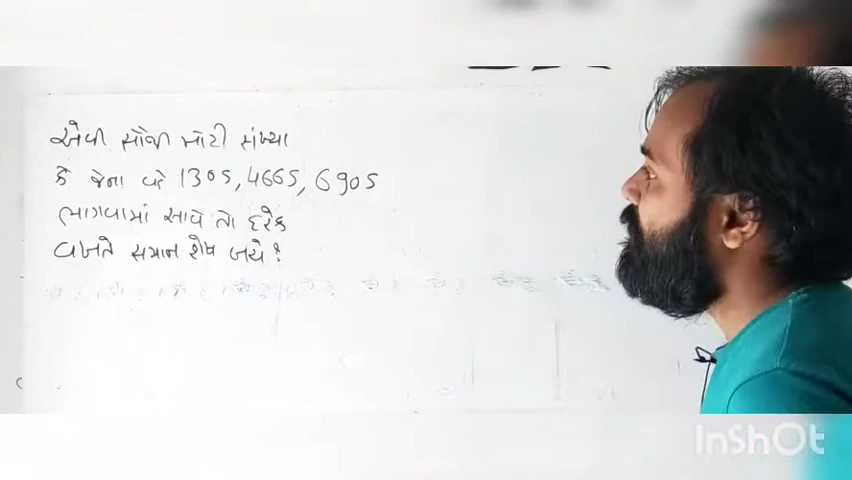 એવી સૌથી મોટી સંખ્યા
કે જેના વડે 1305, 4665, 6905
ભાગવામાં આવે તો દરેક
વખતે સમાન શેષ વધે?
InShOt